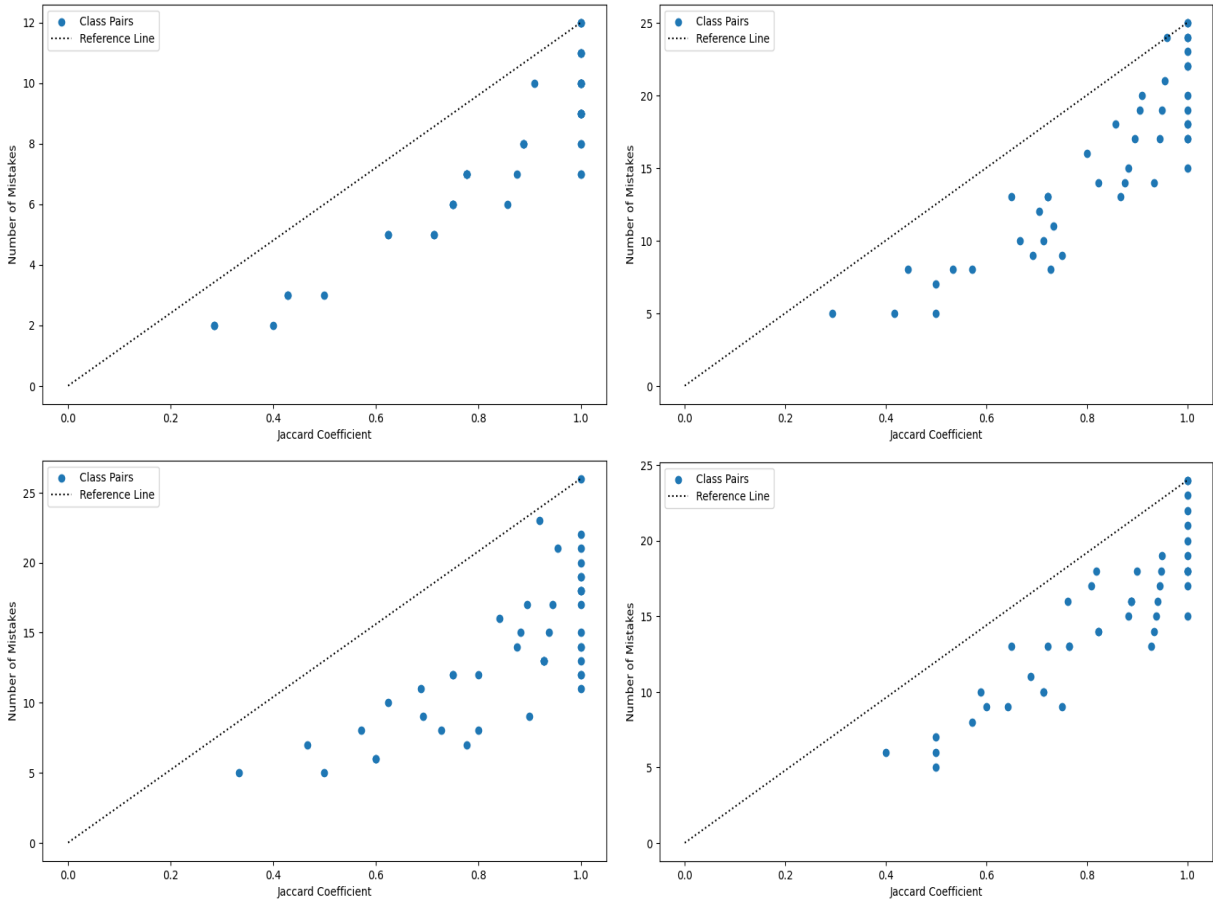 Class Pairs
Reference Line
12
10
8
6
4
2
0
Number of Mistakes
0.0 0.2 0.4 0.6 0.8 1.0
Jaccard Coefficient
Class Pairs
Reference Line
25
20
15
10
5
0
Number of Mistakes
0.0 0.2 0.4 0.6 0.8 1.0
Jaccard Coefficient
Class Pairs
Reference Line
25
20
15
10
5
0
Number of Mistakes
0.0 0.2 0.4 0.6 0.8 1.0
Jaccard Coefficient
Class Pairs
Reference Line
25
20
15
10
5
0
Number of Mistakes
0.0 0.2 0.4 0.6 0.8 1.0
Jaccard Coefficient